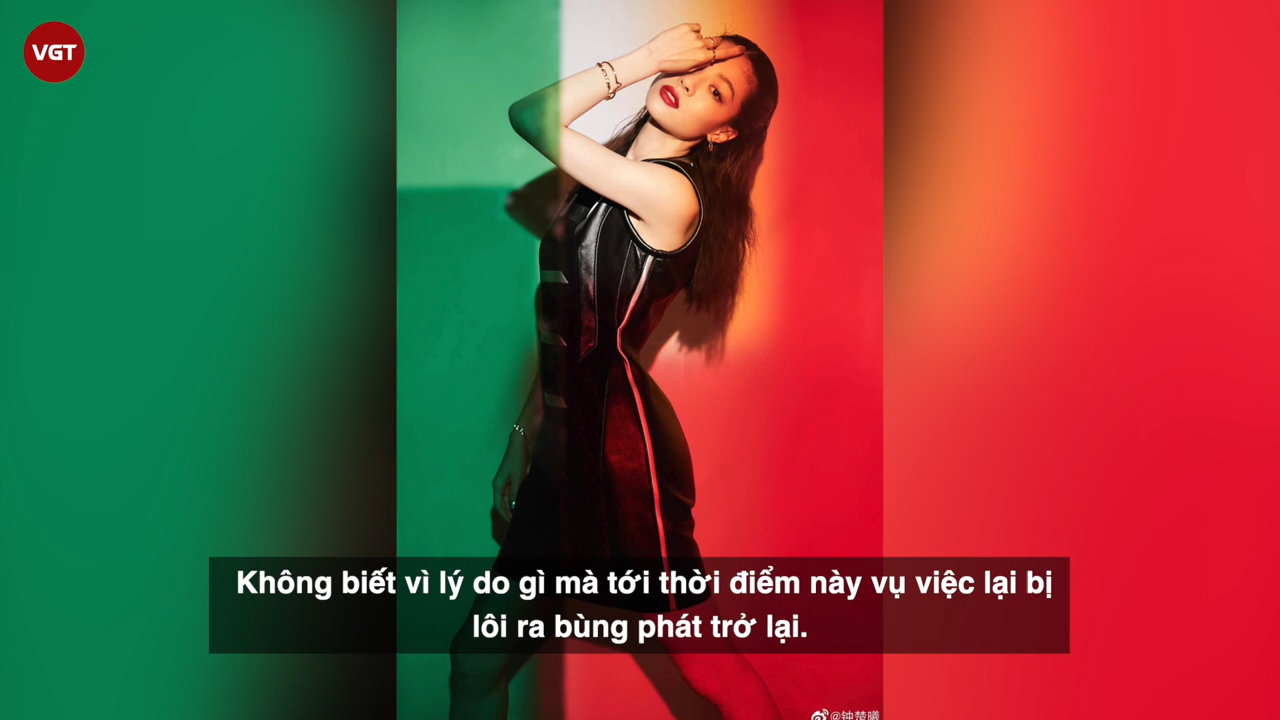 VGT
Không biết vì lý do gì mà tới thời điểm này vụ việc lại bị
lôi ra bùng phát trở lại.
@钟楚曦